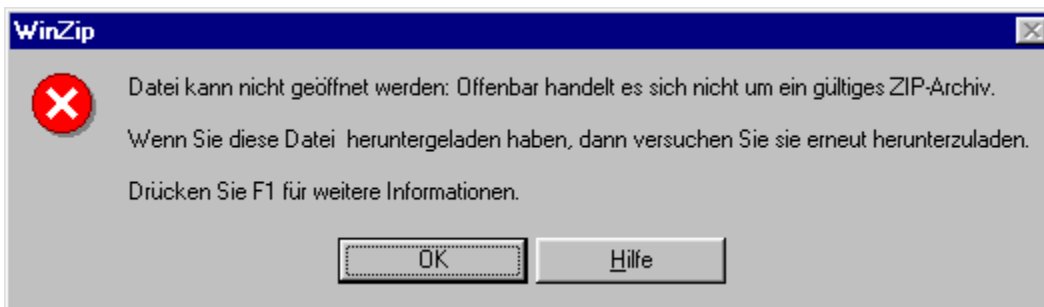 WinZip
Datei kann nicht geöffnet werden: Offenbar handelt es sich nicht um ein gültiges ZIP-Archiv.
Wenn Sie diese Datei  heruntergeladen haben, dann versuchen Sie sie erneut herunterzuladen.
Drücken Sie F1 für weitere Informationen.
OK Hilfe